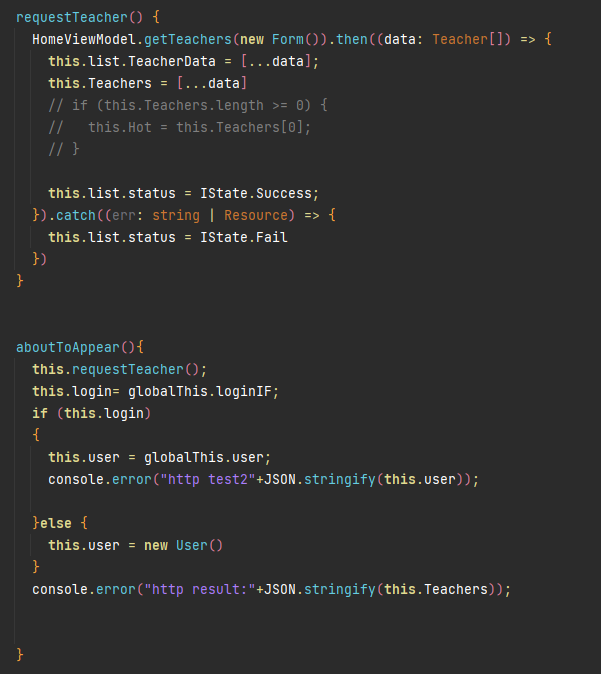 requestTeacher() {
  HomeViewModel.getTeachers(new Form()).then((data: Teacher[]) => {
    this.list.TeacherData = [...data];
    this.Teachers = [...data]
    // if (this.Teachers.length >= 0) {
    //   this.Hot = this.Teachers[0];
    // }

    this.list.status = IState.Success;
  }).catch((err: string | Resource) => {
    this.list.status = IState.Fail
  })
}


aboutToAppear(){
  this.requestTeacher();
  this.login= globalThis.loginIF;
  if (this.login)
  {
    this.user = globalThis.user;
    console.error("http test2"+JSON.stringify(this.user));

  }else {
    this.user = new User()
  }
  console.error("http result:"+JSON.stringify(this.Teachers));


}